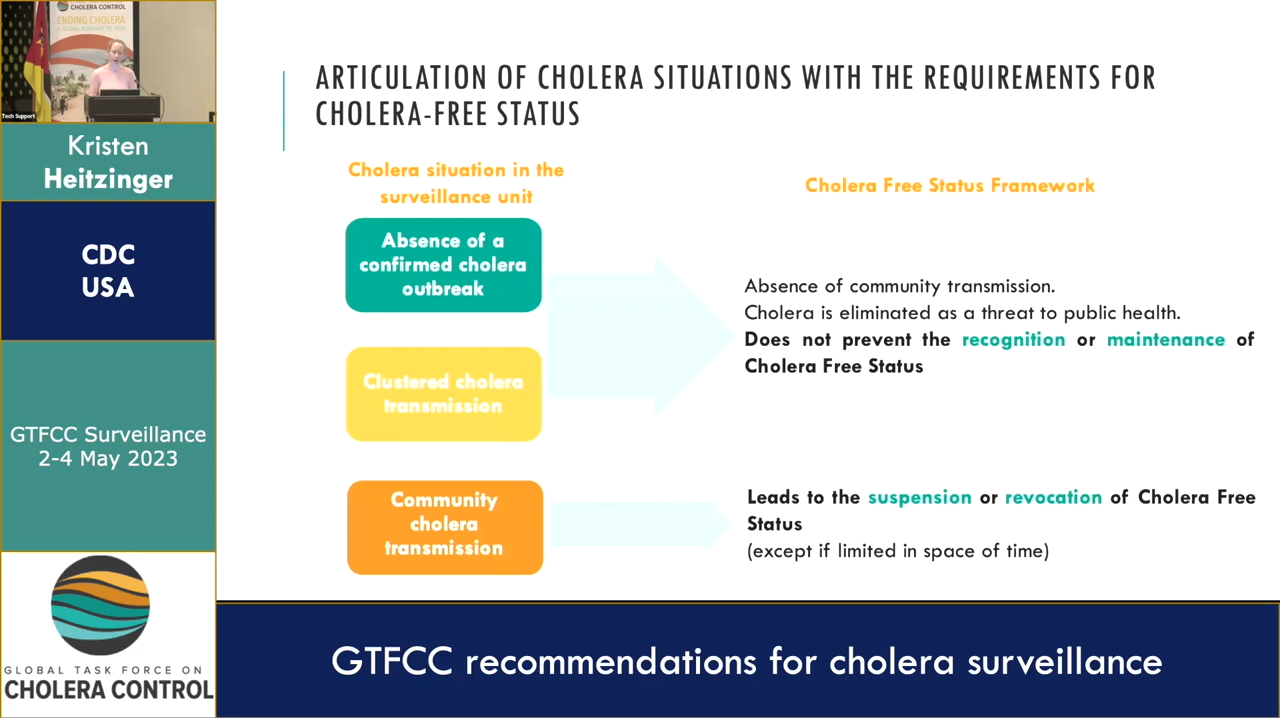 CHOLERA CONTROL
ENDING CHOLERA
A GLOBAL ROADMAP TO 2030
Tech Support
Kristen
Heitzinger
CDC
USA
GTFCC Surveillance
2-4 May 2023
GLOBAL TASK FORCE ON
CHOLERA CONTROL
ARTICULATION OF CHOLERA SITUATIONS WITH THE REQUIREMENTS FOR
CHOLERA-FREE STATUS
Cholera situation in the
surveillance unit
Cholera Free Status Framework
Absence of a
confirmed cholera
outbreak
Clustered cholera
transmission
Absence of community transmission.
Cholera is eliminated as a threat to public health.
Does not prevent the recognition or maintenance of
Cholera Free Status
Community
cholera
transmission
Leads to the suspension or revocation of Cholera Free
Status
(except if limited in space of time)
GTFCC recommendations for cholera surveillance